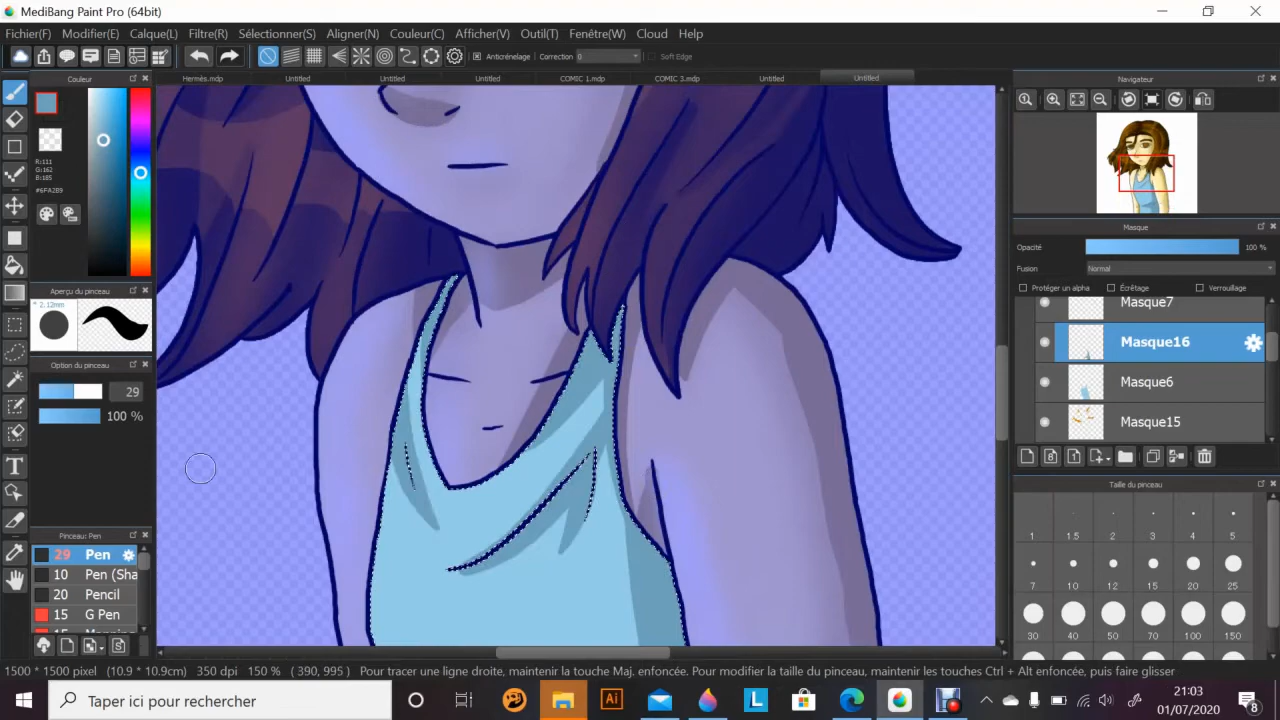 MediBang Paint Pro (64bit)
Fichier(F) Modifier(E) Calque(L) Filtre(R) Sélectionner(S) Aligner(N) Couleur(C) Afficher(V) Outil(T) Fenêtre(W) Cloud Help
Anticrénelage Correction 0 Soft Edge
Couleur Hermès.mdp Untitled Untitled Untitled COMIC 1.mdp COMIC 3.mdp Untitled Untitled Navigateur
R:111
G:162
B:185
#6FA2B9
Masque
Opacité 100 %
Fusion Normal
Protéger un alpha Écrêtage Verrouillage
Aperçu du pinceau
* 2.12mm
Masque7
Masque16
Masque6
Masque15
Option du pinceau
29
100 %
Taille du pinceau
1 1.5 2 3 4 5
7 10 12 15 20 25
30 40 50 70 100 150
Pinceau: Pen
29 Pen
10 Pen (Sha
20 Pencil
15 G Pen
1500 * 1500 pixel (10.9 * 10.9cm) 350 dpi 150 % ( 390, 995 ) Pour tracer une ligne droite, maintenir la touche Maj. enfoncée. Pour modifier la taille du pinceau, maintenir les touches Ctrl + Alt enfoncée, puis faire glisser
Taper ici pour rechercher
Ai L
21:03
01/07/2020
8